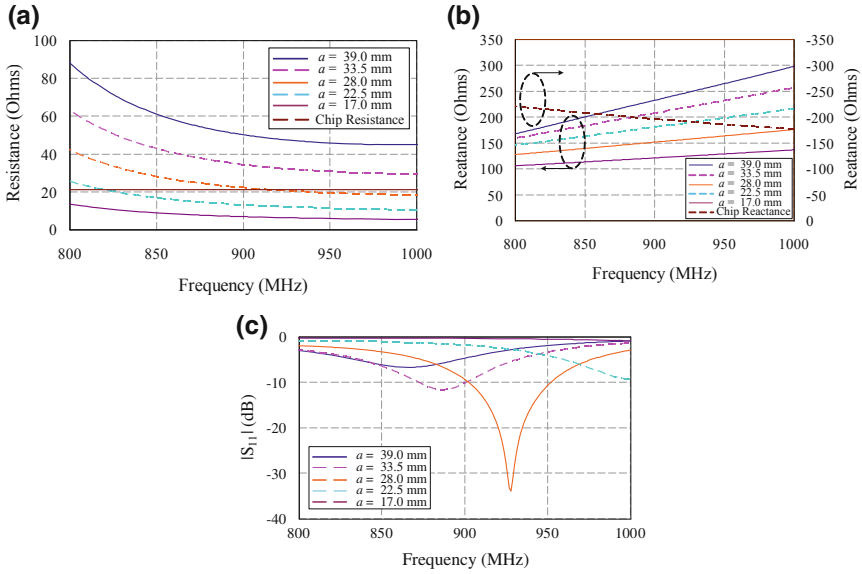 (a)
100
80
60
40
20
0
Resistance (Ohms)
800
850
900
950
1000
Frequency (MHz)
a = 39.0 mm
a = 33.5 mm
a = 28.0 mm
a = 22.5 mm
a = 17.0 mm
Chip Resistance
(b)
350
300
250
200
150
100
50
0
Reatance (Ohms)
-350
-300
-250
-200
-150
-100
-50
0
Reatance (Ohms)
800
850
900
950
1000
Frequency (MHz)
a = 39.0 mm
a = 33.5 mm
a = 28.0 mm
a = 22.5 mm
a = 17.0 mm
Chip Reactance
(c)
0
-10
-20
-30
-40
|S11| (dB)
800
850
900
950
1000
Frequency (MHz)
a = 39.0 mm
a = 33.5 mm
a = 28.0 mm
a = 22.5 mm
a = 17.0 mm